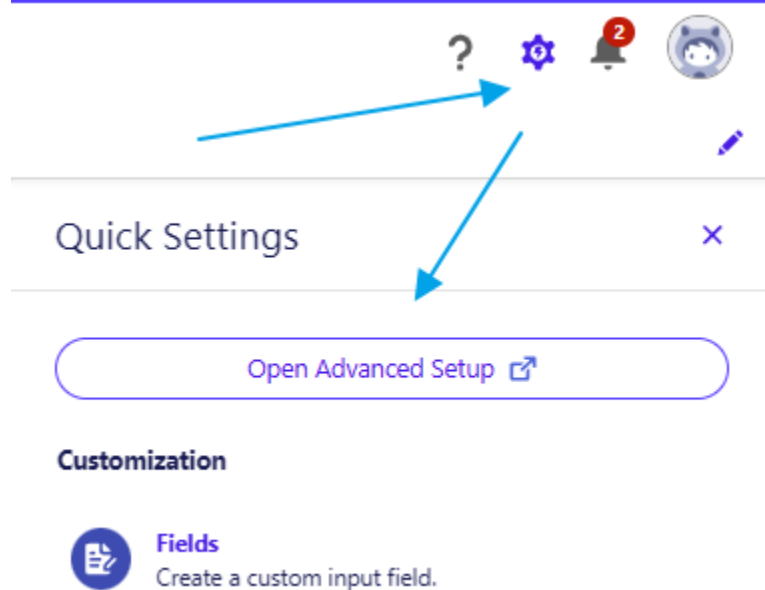 ?
2
Quick Settings
Open Advanced Setup
Customization
Fields
Create a custom input field.